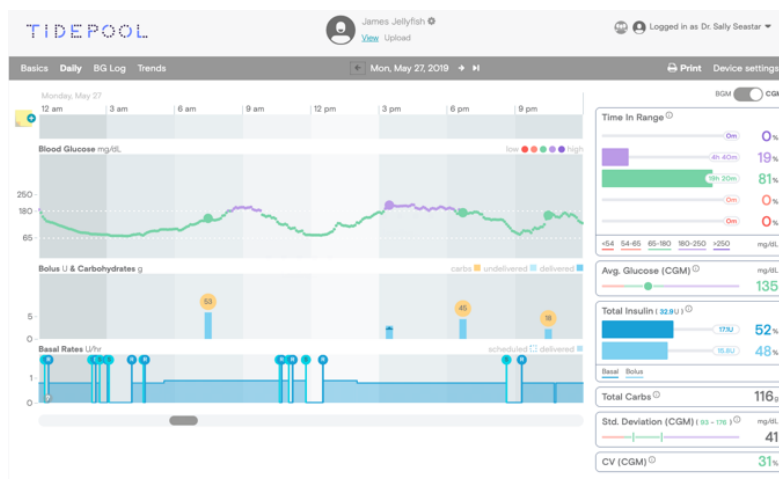 TIDEPOOL
James Jellyfish
View Upload
Logged in as Dr. Sally Seastar
Basics Daily BG Log Trends
Mon, May 27, 2019
Print Device settings
BGM CGM
Monday, May 27
12 am 3 am 6 am 9 am 12 pm 3 pm 6 pm 9 pm
Blood Glucose mg/dL
low high
250
180
65
Bolus U & Carbohydrates g
carbs undelivered delivered
53
45
18
5
0
Basal Rates U/hr
scheduled delivered
1
0
Time In Range
0m 0%
4h 40m 19%
19h 20m 81%
0m 0%
0m 0%
<54 54-65 65-180 180-250 >250 mg/dL
Avg. Glucose (CGM) mg/dL
135
Total Insulin ( 32.9U )
17.1U 52%
15.8U 48%
Basal Bolus
Total Carbs 116g
Std. Deviation (CGM) ( 93 - 176 ) mg/dL
41
CV (CGM) 31%